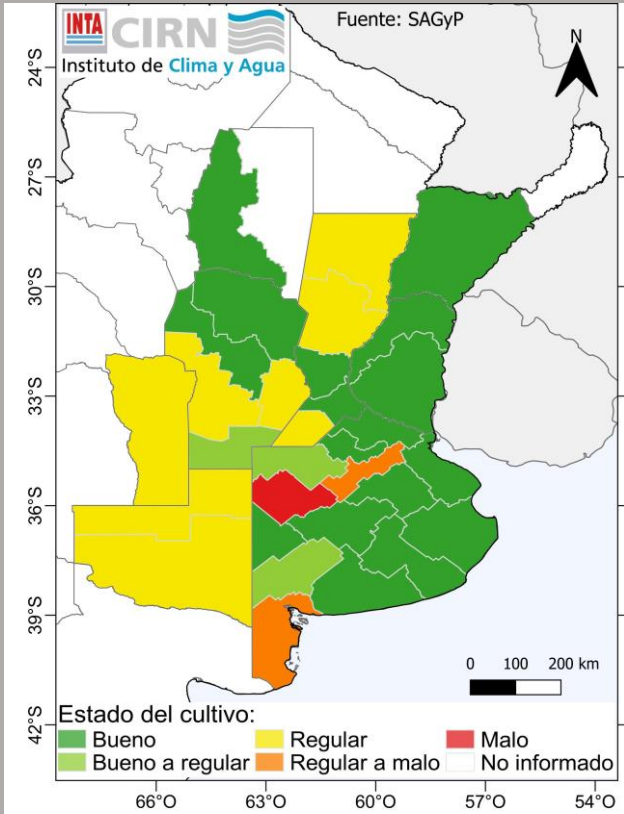 Fuente: SAGyP
INTA CIRN
Instituto de Clima y Agua
N
24°S
27°S
30°S
33°S
36°S
39°S
42°S
0 100 200 km
Estado del cultivo:
Bueno Regular Malo
Bueno a regular Regular a malo No informado
66°O 63°O 60°O 57°O 54°O